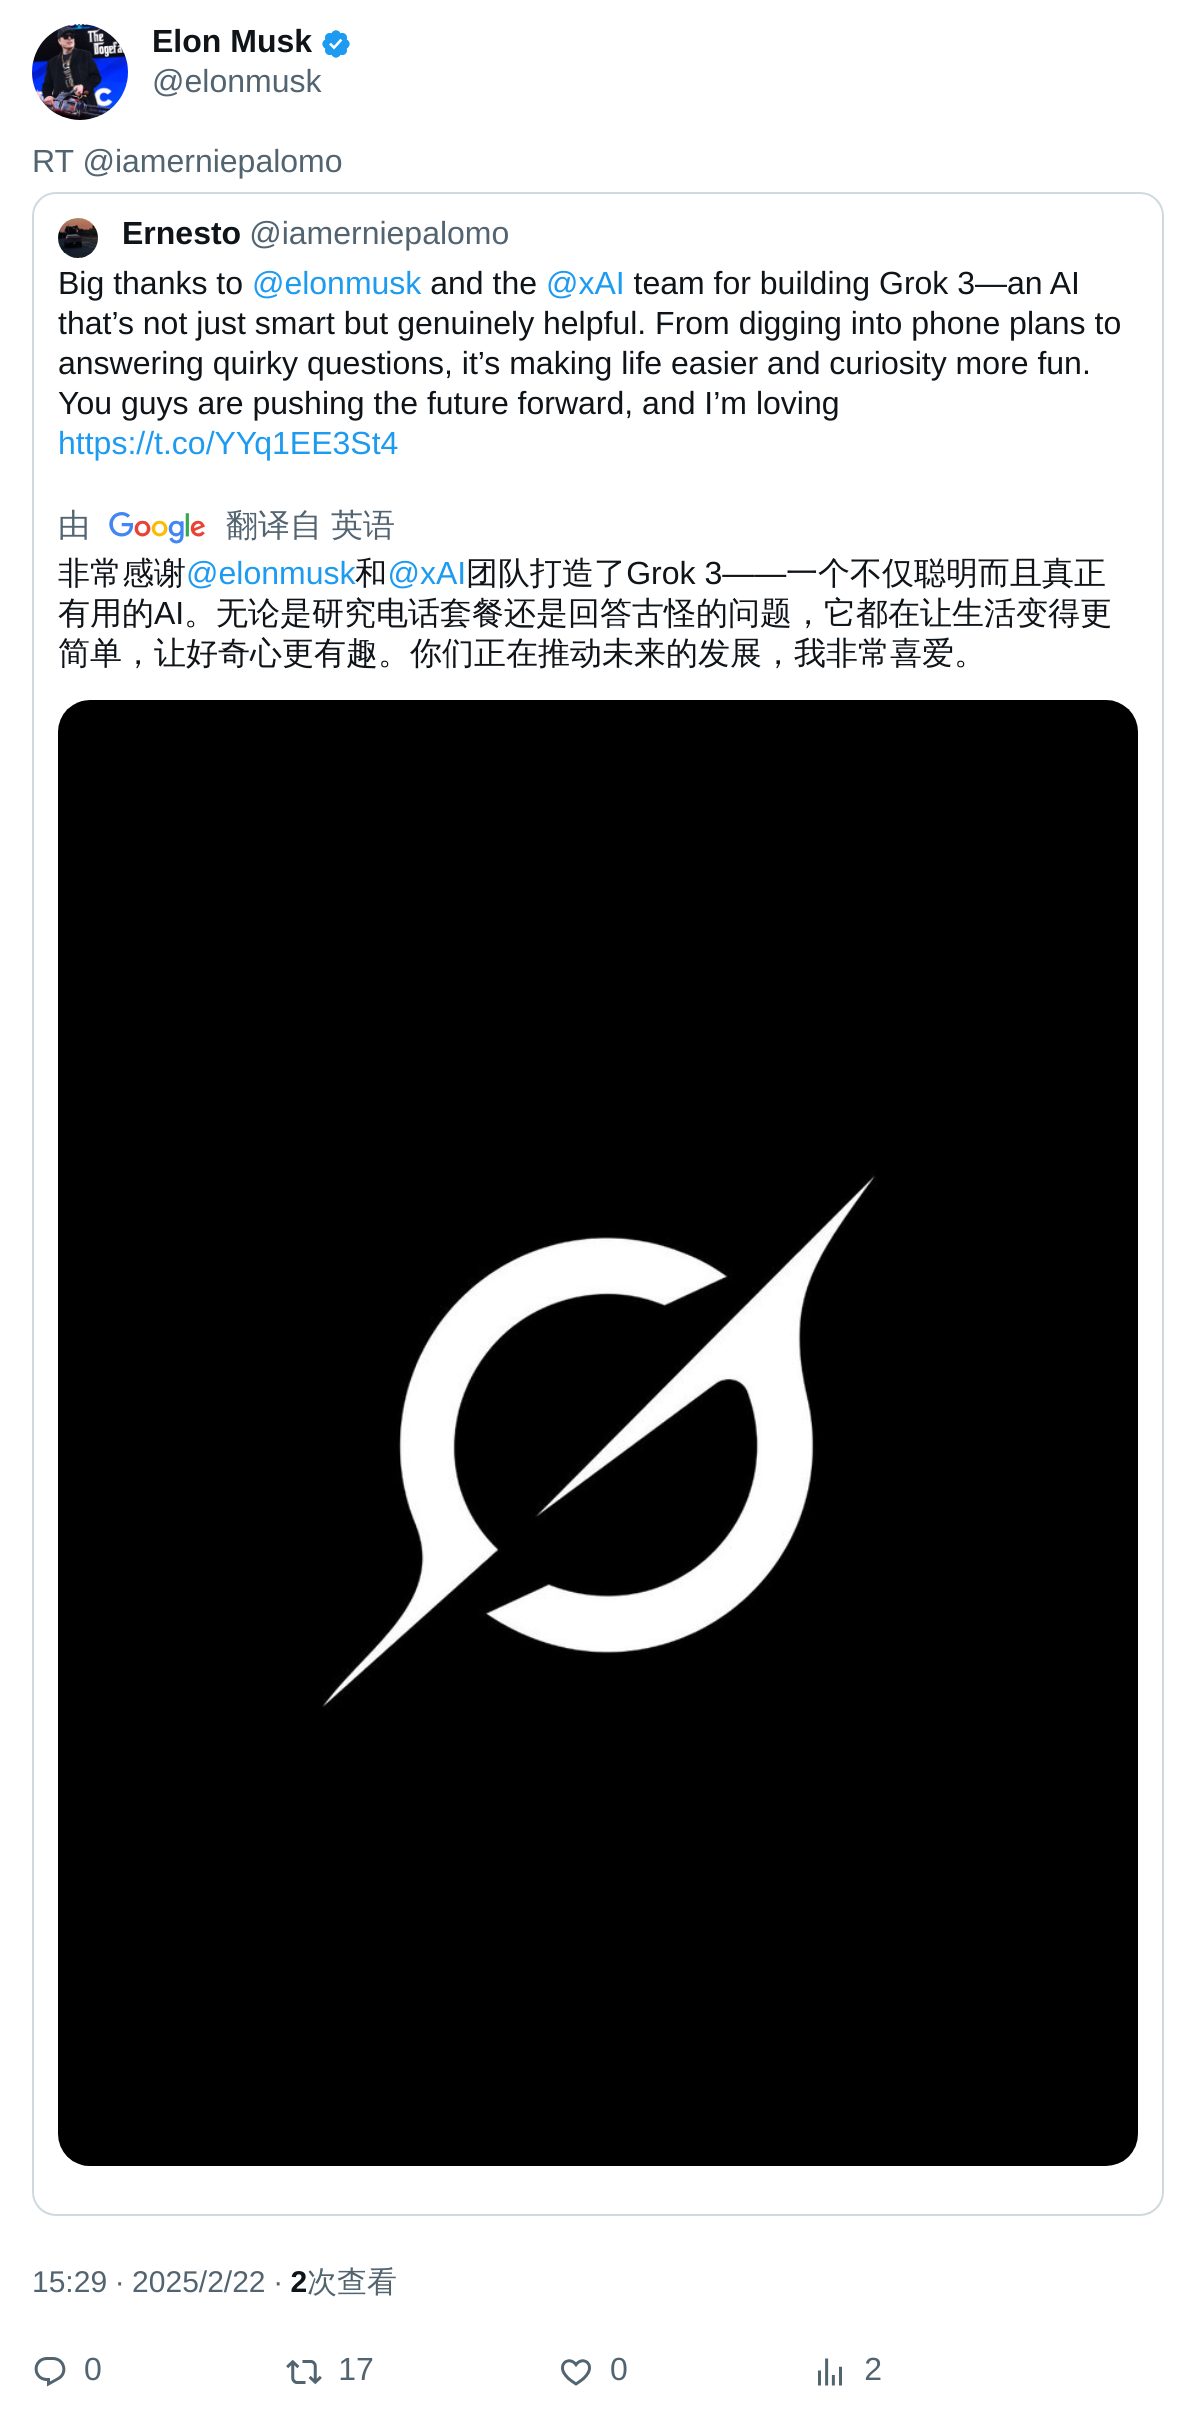 The
Dogefa
C
Elon Musk
@elonmusk
RT @iamerniepalomo
Ernesto @iamerniepalomo
Big thanks to @elonmusk and the @xAI team for building Grok 3—an AI
that’s not just smart but genuinely helpful. From digging into phone plans to
answering quirky questions, it’s making life easier and curiosity more fun.
You guys are pushing the future forward, and I’m loving
https://t.co/YYq1EE3St4
由 Google 翻译自 英语
非常感谢@elonmusk和@xAI团队打造了Grok 3——一个不仅聪明而且真正
有用的AI。无论是研究电话套餐还是回答古怪的问题，它都在让生活变得更
简单，让好奇心更有趣。你们正在推动未来的发展，我非常喜爱。
15:29 · 2025/2/22 · 2次查看
0 17 0 2